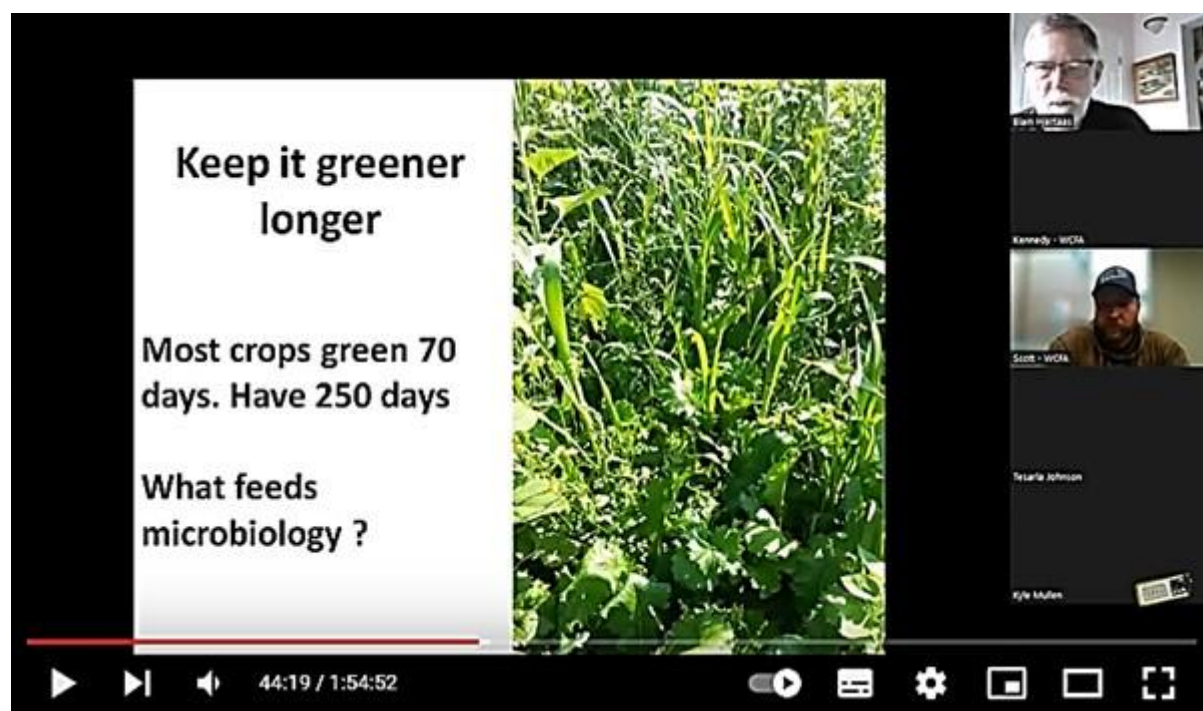 Keep it greener
longer
Most crops green 70
days. Have 250 days
What feeds
microbiology ?
Kennedy - WCFA
Scott - WCFA
Tesarla Johnson
Kyle Mullen
44:19 / 1:54:52